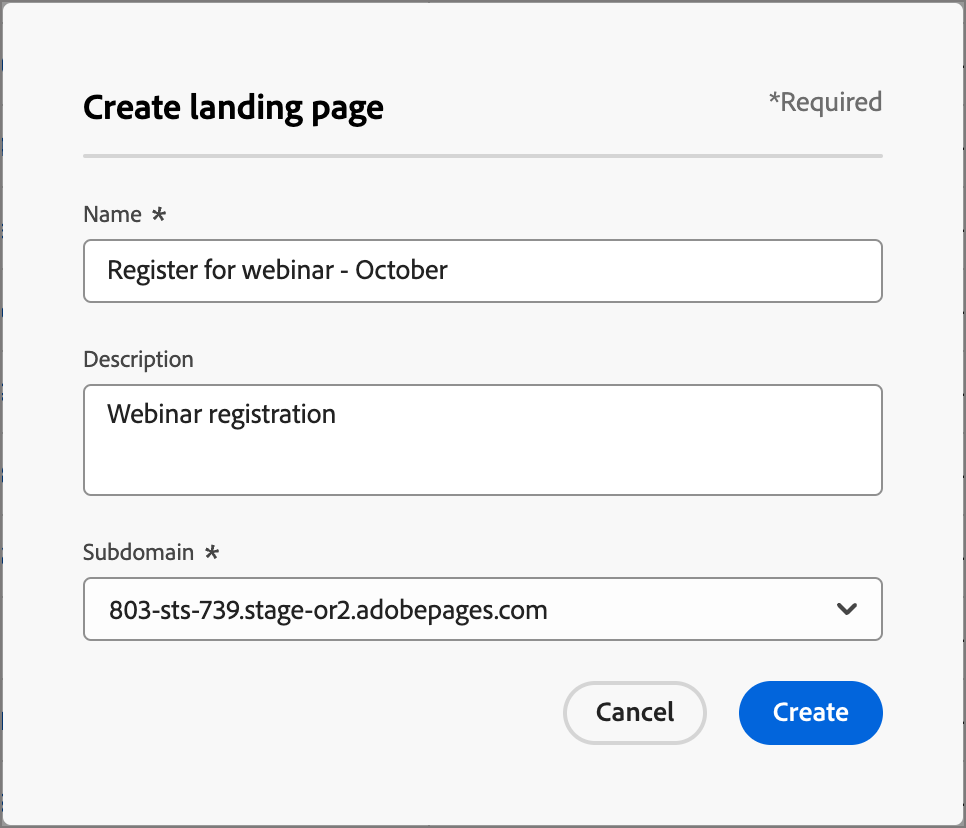 Create landing page
*Required
Name *
Register for webinar - October
Description
Webinar registration
Subdomain *
803-sts-739.stage-or2.adobepages.com
Cancel
Create